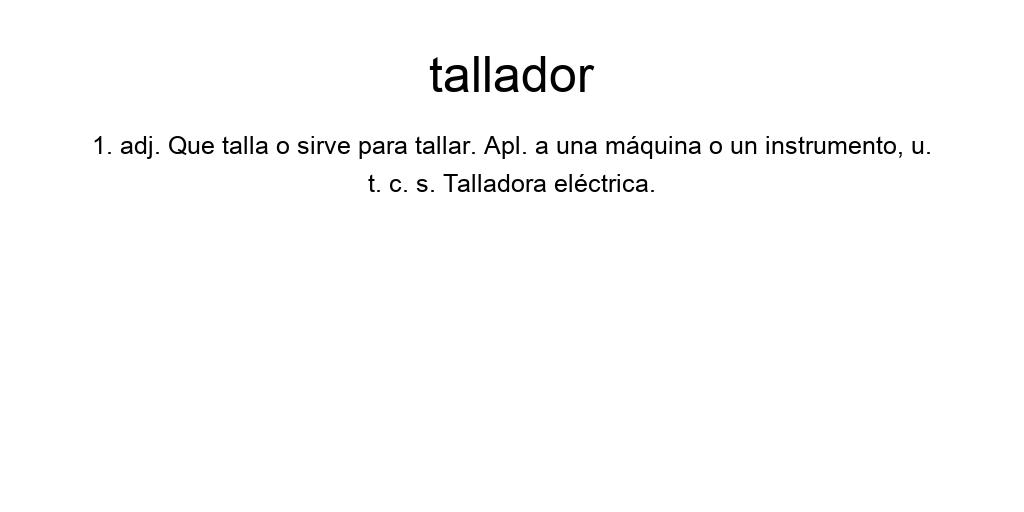 tallador
1. adj. Que talla o sirve para tallar. Apl. a una máquina o un instrumento, u.
t. c. s. Talladora eléctrica.